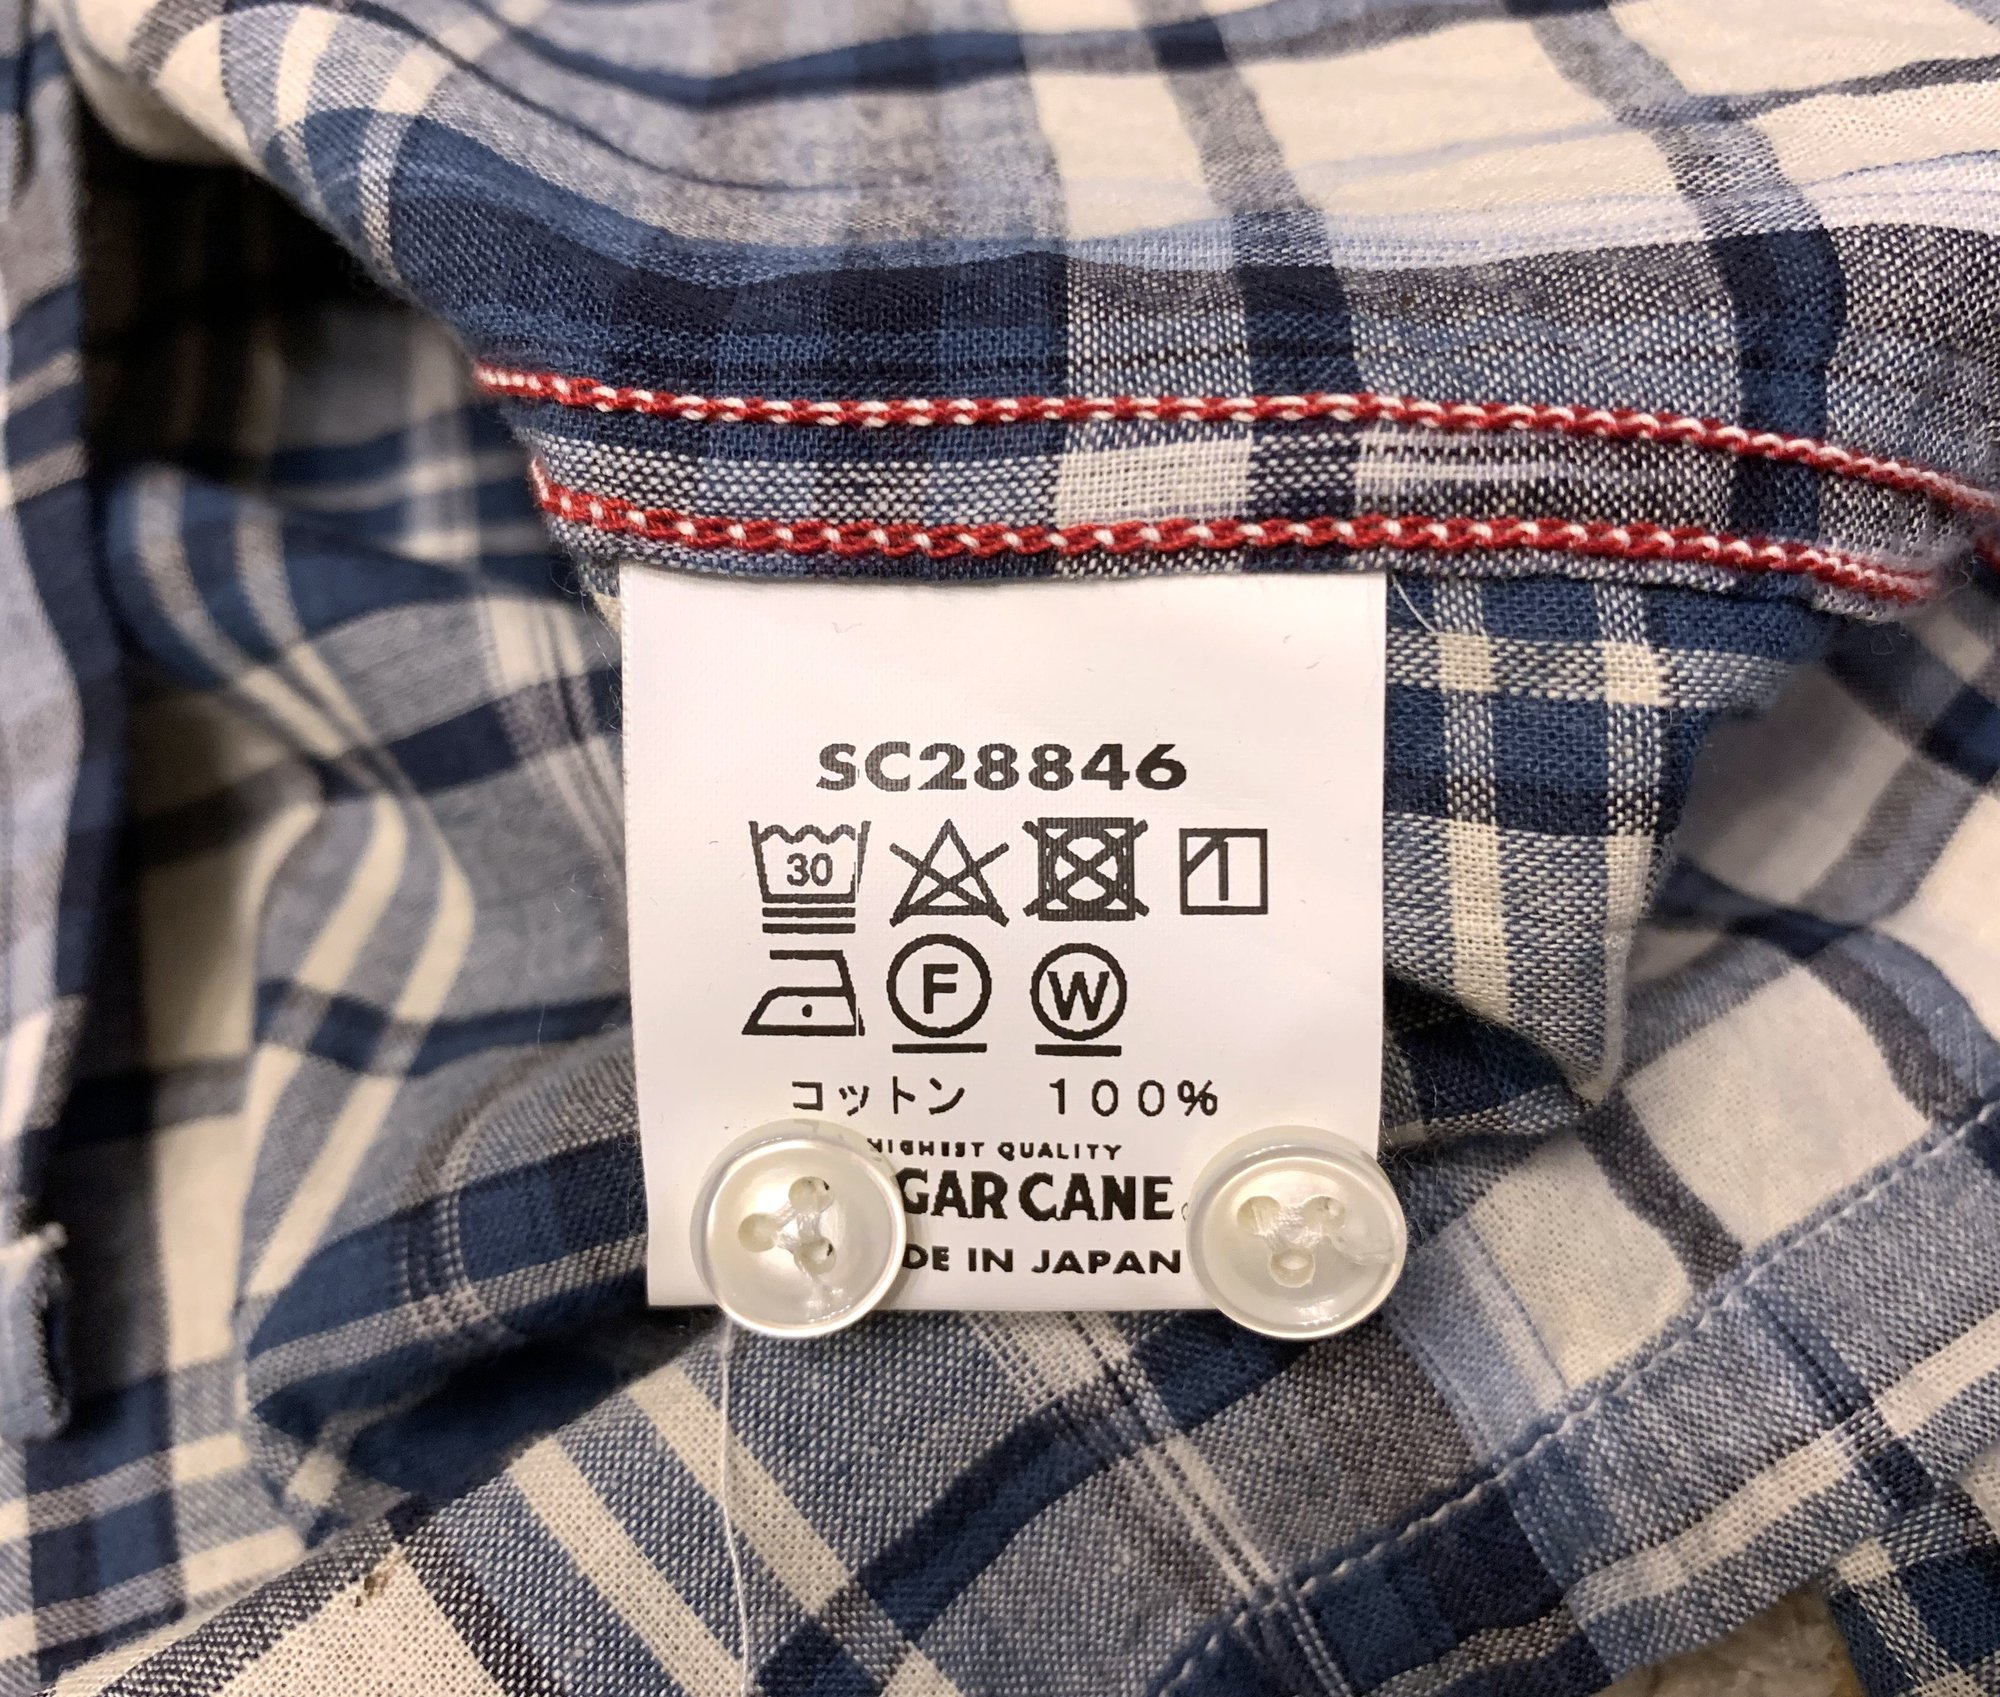 SC28846
30
F W
コットン 100%
HIGHEST QUALITY
GAR CANE
DE IN JAPAN